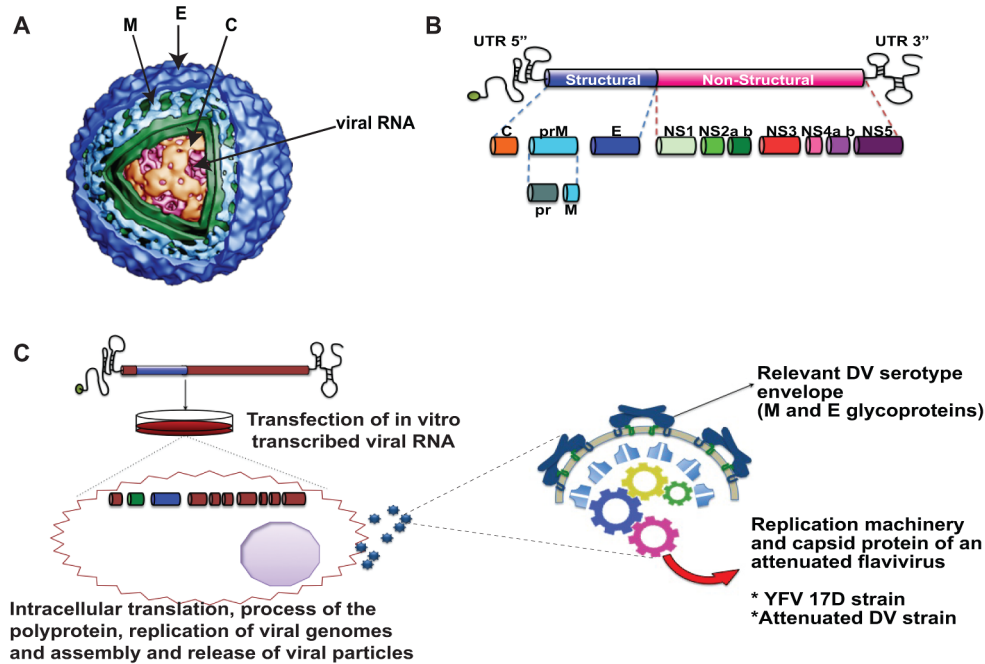 A
M
E
C
viral RNA
B
UTR 5”
UTR 3”
Structural
Non-Structural
C
prM
E
NS1
NS2a b
NS3
NS4a b
NS5
pr
M
C
Transfection of in vitro
transcribed viral RNA
Intracellular translation, process of the
polyprotein, replication of viral genomes
and assembly and release of viral particles
Relevant DV serotype
envelope
(M and E glycoproteins)
Replication machinery
and capsid protein of an
attenuated flavivirus
* YFV 17D strain
*Attenuated DV strain